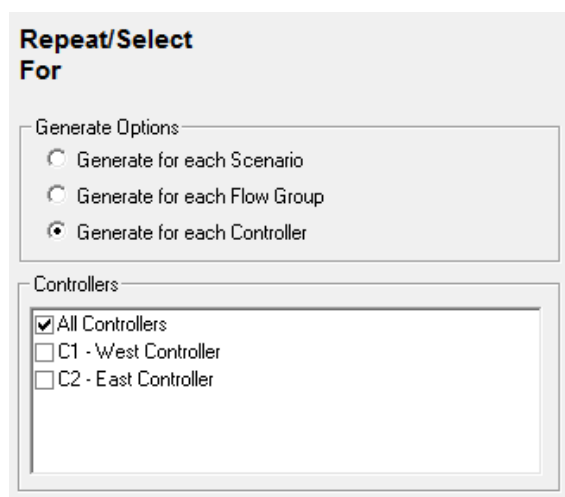 Repeat/Select
For
Generate Options
Generate for each Scenario
Generate for each Flow Group
Generate for each Controller
Controllers
All Controllers
C1 - West Controller
C2 - East Controller